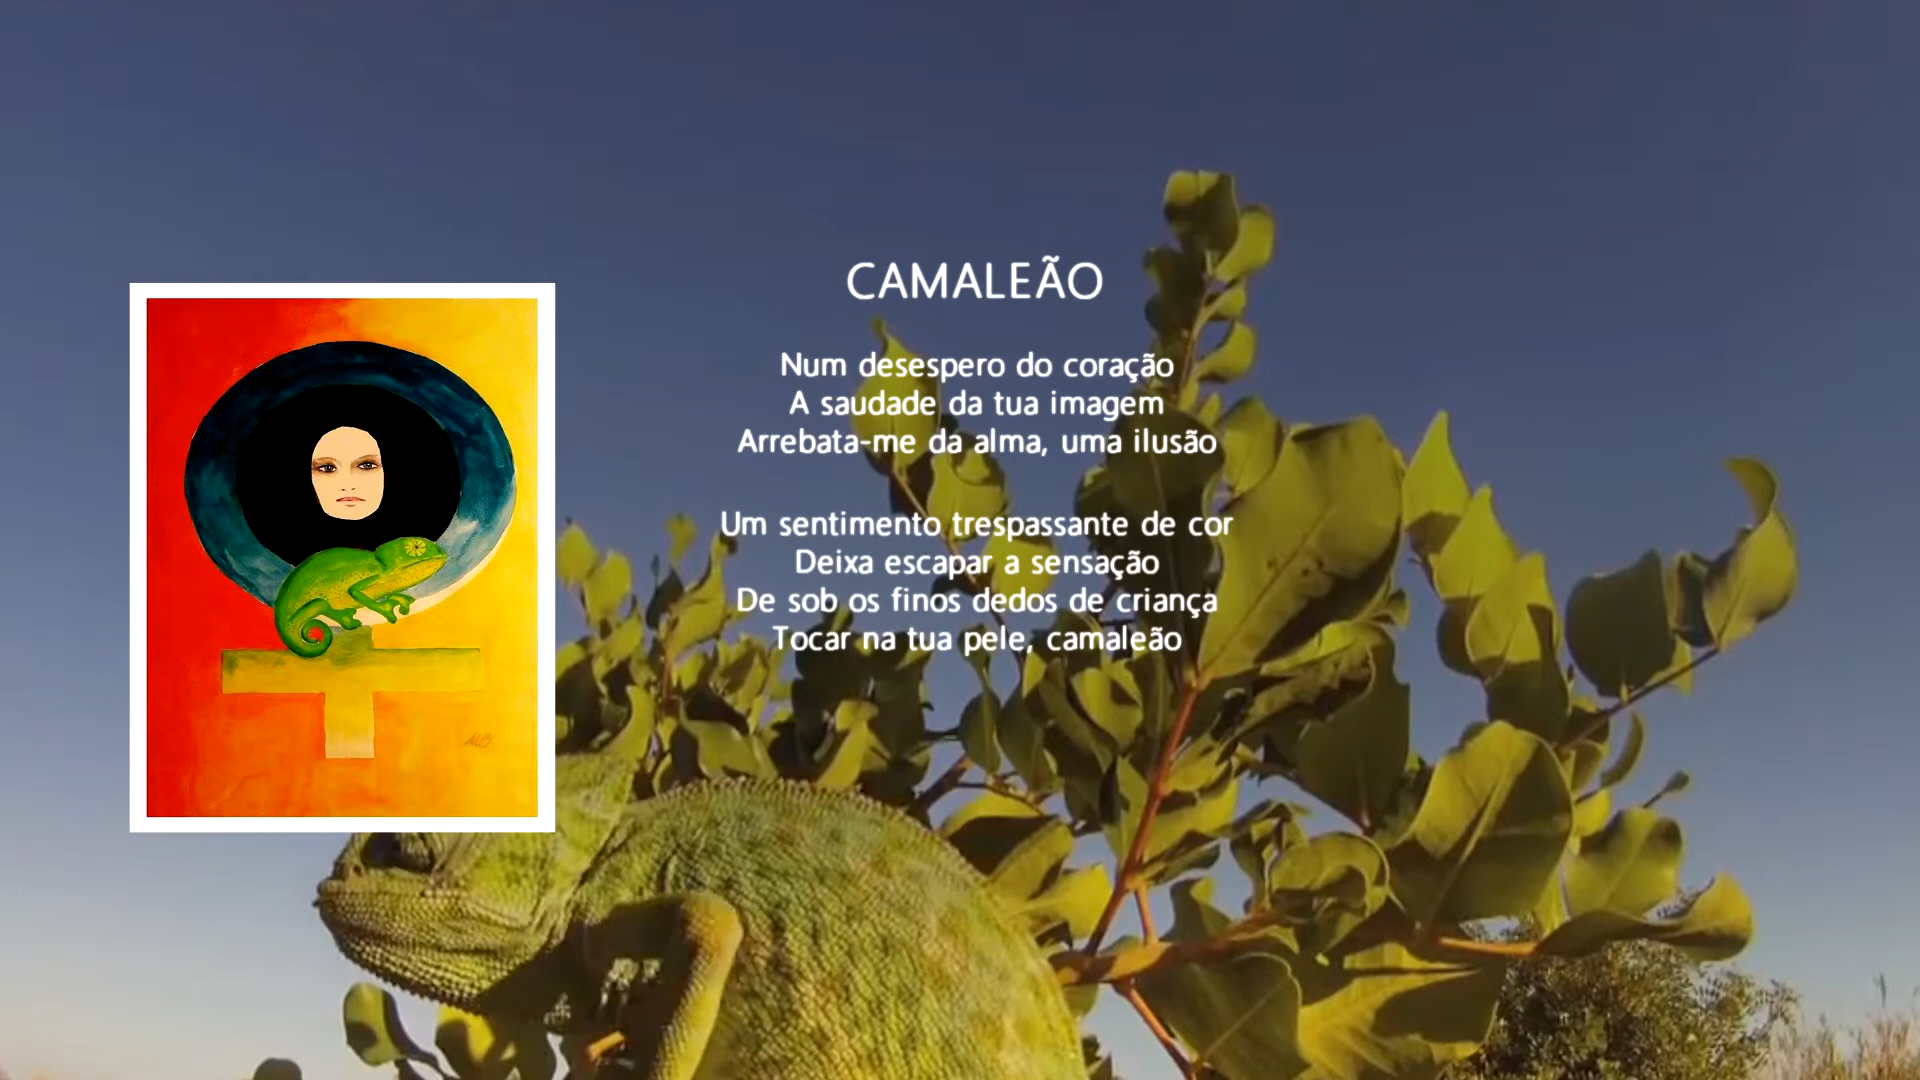 CAMALEÃO
Num desespero do coração
A saudade da tua imagem
Arrebata-me da alma, uma ilusão
Um sentimento trespassante de cor
Deixa escapar a sensação
De sob os finos dedos de criança
Tocar na tua pele, camaleão